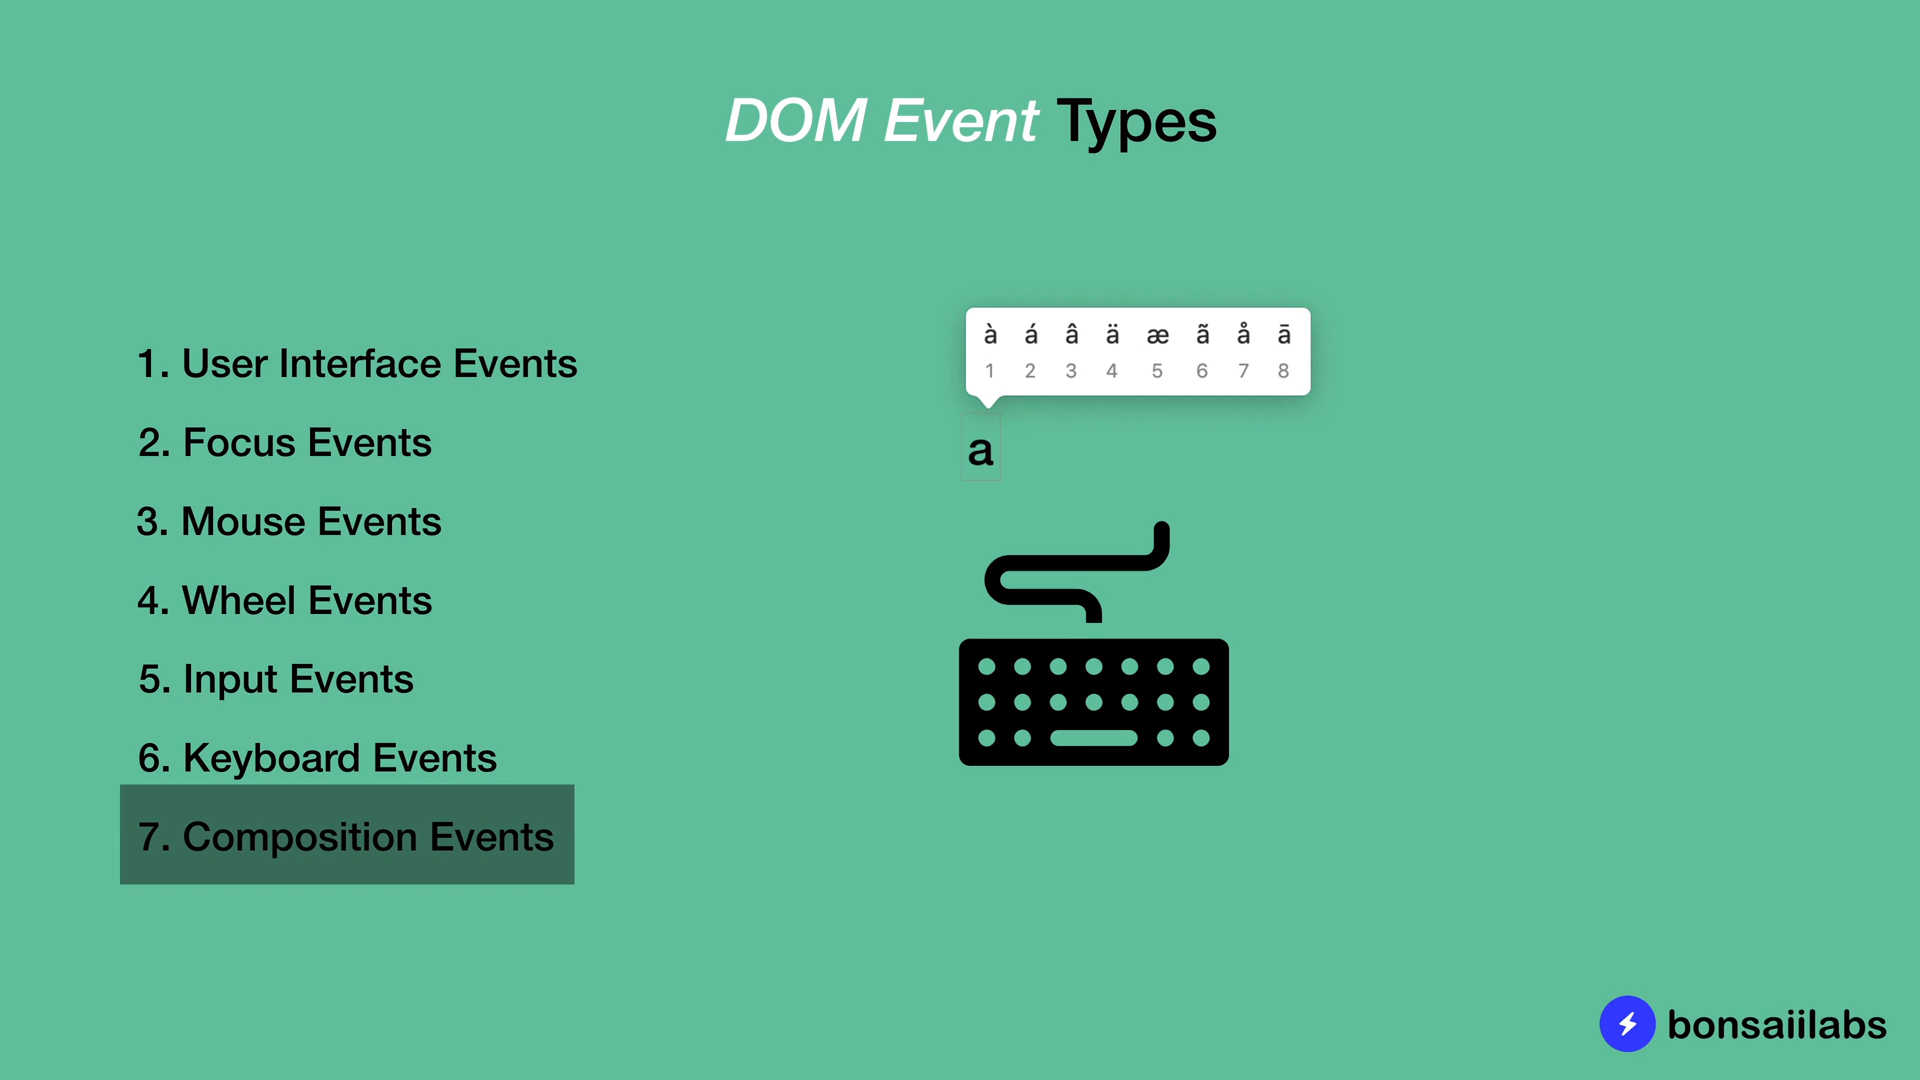 DOM Event Types
1. User Interface Events
2. Focus Events
3. Mouse Events
4. Wheel Events
5. Input Events
6. Keyboard Events
7. Composition Events
à á â ä æ ã å ā
1 2 3 4 5 6 7 8
a
bonsaiilabs